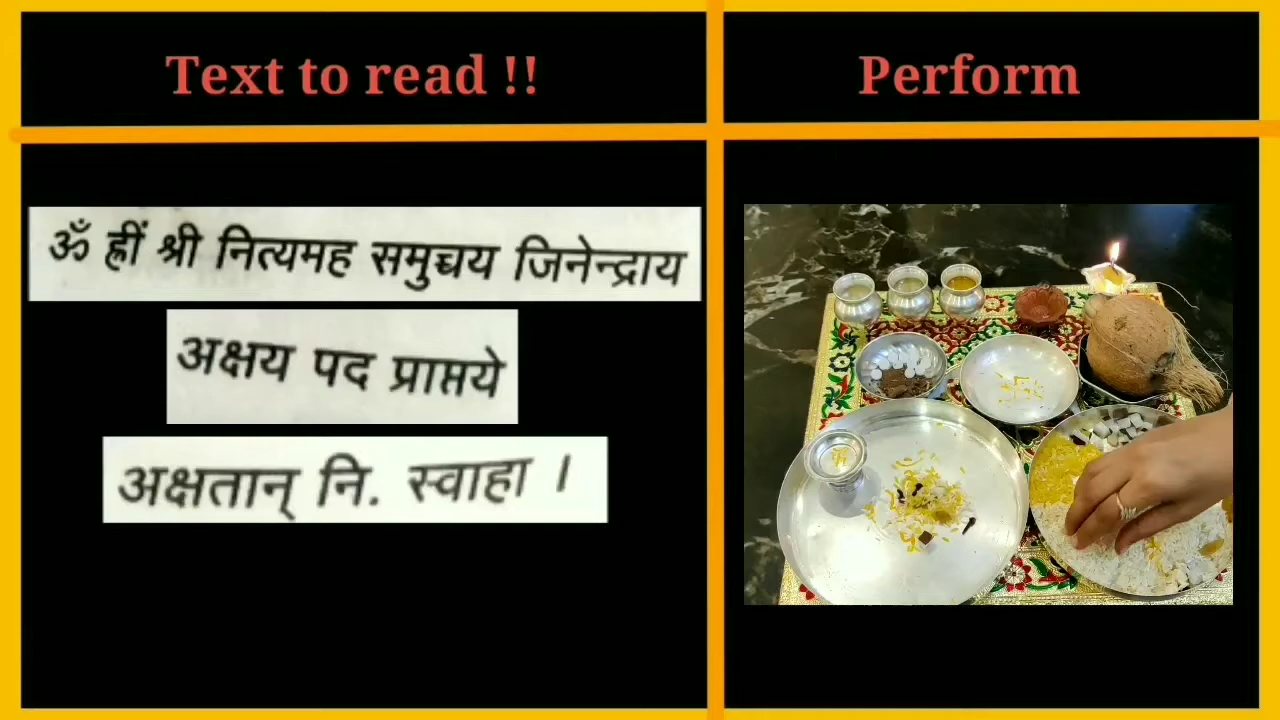 Text to read !!
Perform
ॐ ह्रीं श्री नित्यमह समुच्चय जिनेन्द्राय
अक्षय पद प्राप्तये
अक्षतान् नि. स्वाहा ।